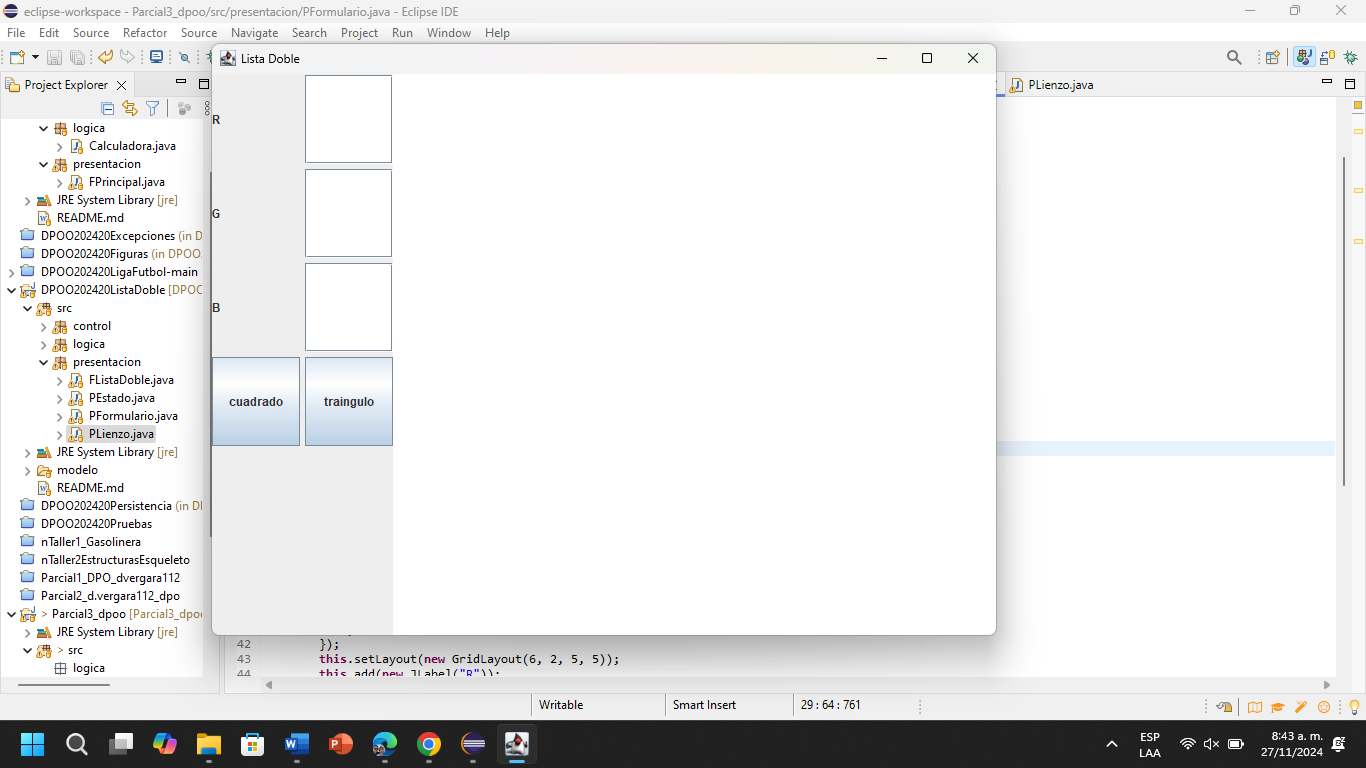 eclipse-workspace - Parcial3_dpoo/src/presentacion/PFormulario.java - Eclipse IDE
File Edit Source Refactor Source Navigate Search Project Run Window Help
Lista Doble
Project Explorer
PLienzo.java
logica
Calculadora.java
presentacion
FPrincipal.java
JRE System Library [jre]
README.md
DPOO202420Excepciones (in D
DPOO202420Figuras (in DPOO
DPOO202420LigaFutbol-main
DPOO202420ListaDoble [DPOC
src
control
logica
presentacion
FListaDoble.java
PEstado.java
PFormulario.java
PLienzo.java
JRE System Library [jre]
modelo
README.md
DPOO202420Persistencia (in DI
DPOO202420Pruebas
nTaller1_Gasolinera
nTaller2EstructurasEsqueleto
Parcial1_DPO_dvergara112
Parcial2_d.vergara112_dpo
> Parcial3_dpoo [Parcial3_dpoo
JRE System Library [jre]
> src
logica
R
G
B
cuadrado traingulo
42 });
43 this.setLayout(new GridLayout(6, 2, 5, 5));
44 this.add(new JLabel("R"));
Writable Smart Insert 29 : 64 : 761
ESP
LAA
8:43 a. m.
27/11/2024